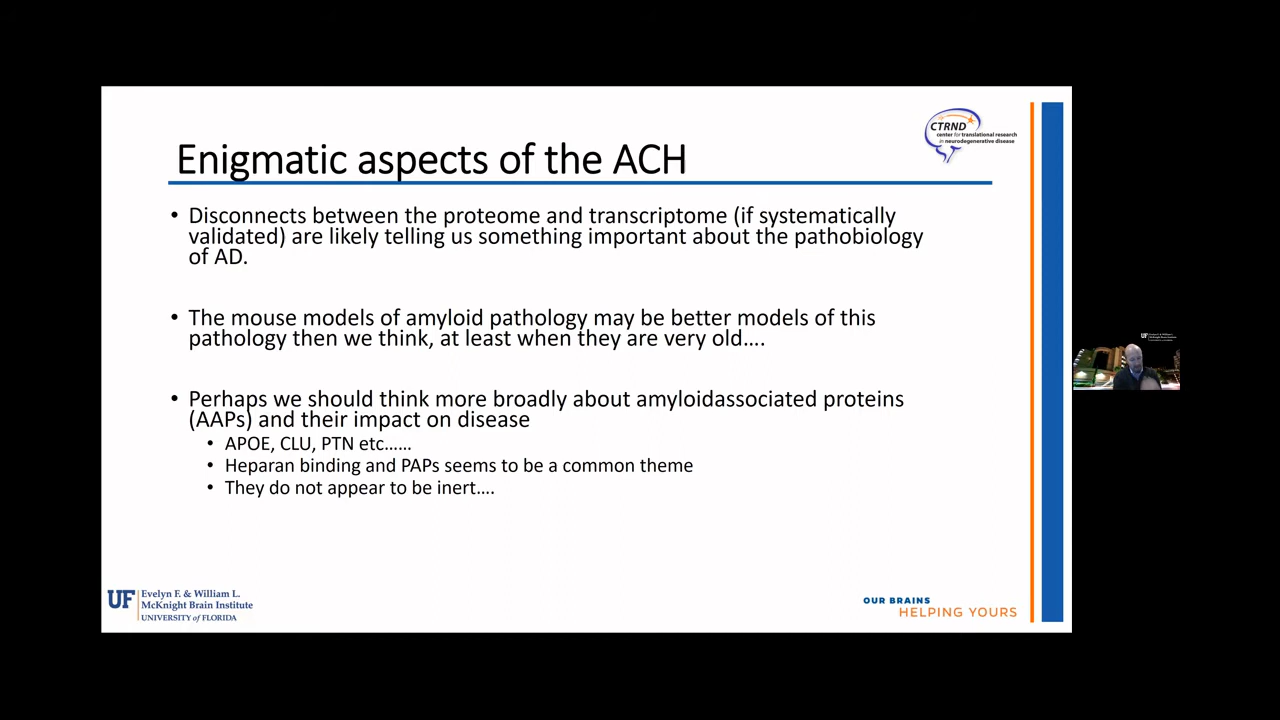 CTRND
center for translational research
in neurodegenerative disease
Enigmatic aspects of the ACH
• Disconnects between the proteome and transcriptome (if systematically
validated) are likely telling us something important about the pathobiology
of AD.
• The mouse models of amyloid pathology may be better models of this
pathology then we think, at least when they are very old….
• Perhaps we should think more broadly about amyloidassociated proteins
(AAPs) and their impact on disease
• APOE, CLU, PTN etc……
• Heparan binding and PAPs seems to be a common theme
• They do not appear to be inert….
UF
Evelyn F. & William L.
McKnight Brain Institute
UNIVERSITY of FLORIDA
OUR BRAINS
HELPING YOURS
UF